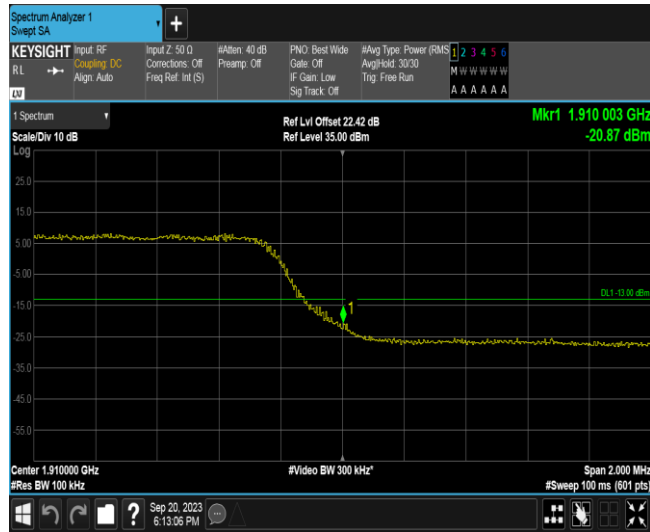 Spectrum Analyzer 1
Swept SA
KEYSIGHT
RL
LXI
Input: RF
Coupling: DC
Align: Auto
Input Z: 50 Ω
Corrections: Off
Freq Ref: Int (S)
#Atten: 40 dB
Preamp: Off
PNO: Best Wide
Gate: Off
IF Gain: Low
Sig Track: Off
#Avg Type: Power (RMS
Avg|Hold: 30/30
Trig: Free Run
1 2 3 4 5 6
M W W W W W
A A A A A A
1 Spectrum
Scale/Div 10 dB
Log
Ref Lvl Offset 22.42 dB
Ref Level 35.00 dBm
Mkr1 1.910 003 GHz
-20.87 dBm
25.0
15.0
5.00
-5.00
DL1 -13.00 dBm
-15.0
1
-25.0
-35.0
-45.0
-55.0
Center 1.910000 GHz
#Res BW 100 kHz
#Video BW 300 kHz*
Span 2.000 MHz
#Sweep 100 ms (601 pts)
?
Sep 20, 2023
6:13:06 PM